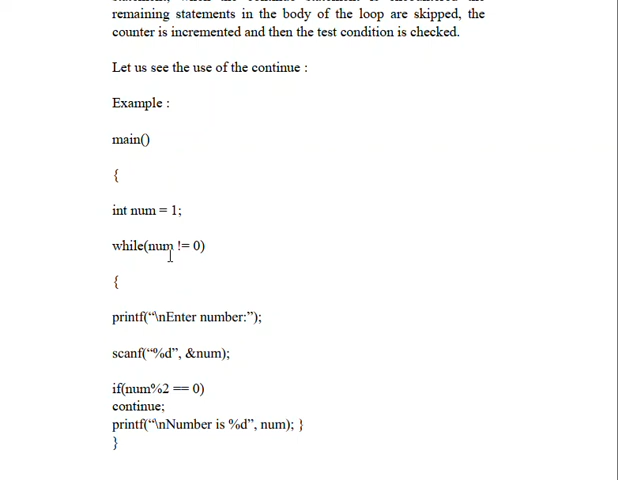 remaining statements in the body of the loop are skipped, the
counter is incremented and then the test condition is checked.
Let us see the use of the continue :
Example :
main()
{
int num = 1;
while(num != 0)
{
printf(“\nEnter number:”);
scanf(“%d”, &num);
if(num%2 == 0)
continue;
printf(“\nNumber is %d”, num); }
}